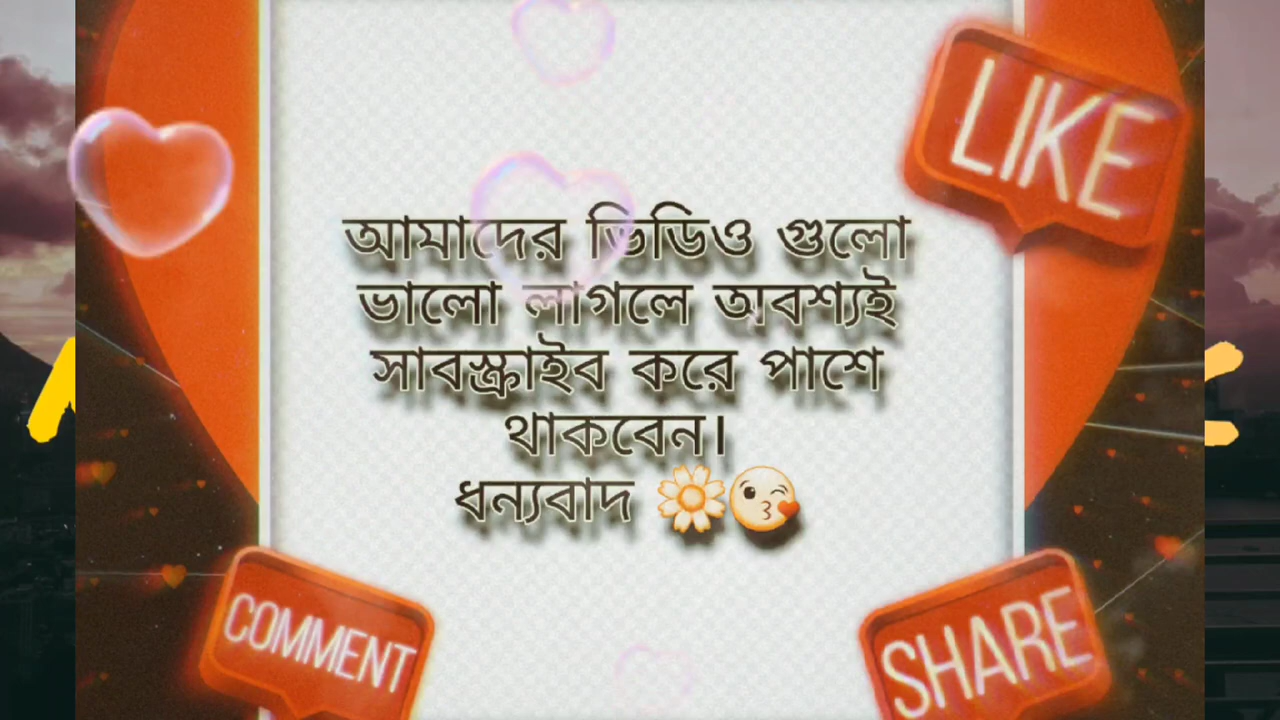 LIKE
আমাদের ভিডিও গুলো
ভালো লাগলে অবশ্যই
সাবস্ক্রাইব করে পাশে
থাকবেন।
ধন্যবাদ 🌼😘
COMMENT
SHARE